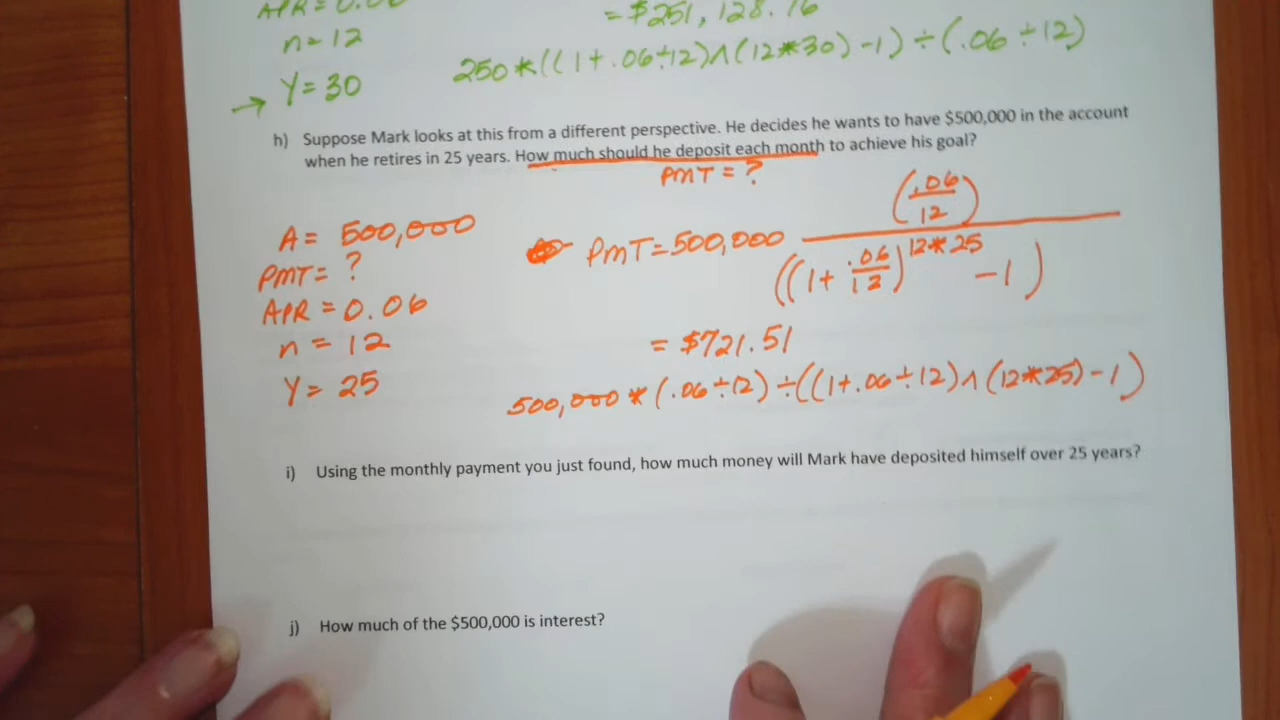 APR = 0.06
= $251,128.16
n = 12
250 * ((1 + .06÷12)^(12*30) -1) ÷ (.06 ÷12)
→ Y = 30
h) Suppose Mark looks at this from a different perspective. He decides he wants to have $500,000 in the account
when he retires in 25 years. How much should he deposit each month to achieve his goal?
PMT = ?
A = 500,000
PMT = ?
APR = 0.06
n = 12
Y = 25
(.06
12)
PMT = 500,000
((1 + .06
12)^12*25 -1)
= $721.51
500,000 * (.06÷12) ÷ ((1+.06÷12)^(12*25) -1)
i) Using the monthly payment you just found, how much money will Mark have deposited himself over 25 years?
j) How much of the $500,000 is interest?